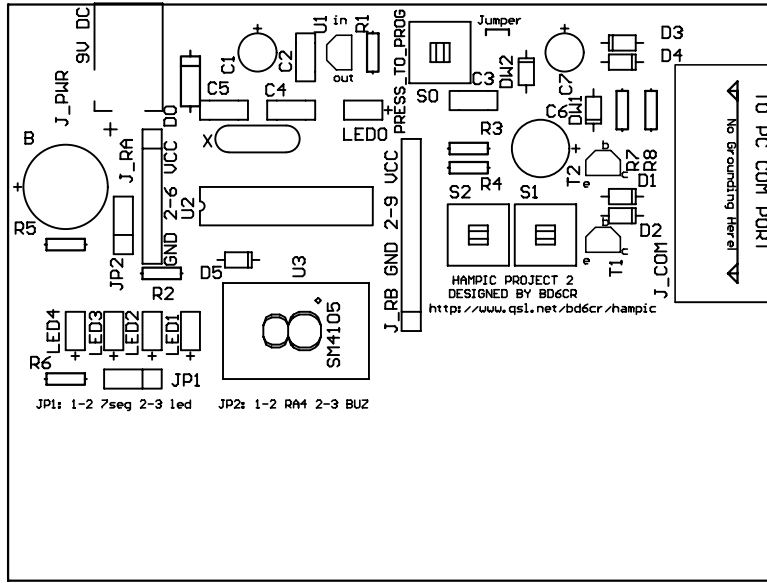 9V DC
J_PWR
D0
C5
C1
C2
U1
in
out
R1
PRESS_TO_PROG
S0
Jumper
DW2
C7
D3
D4
C4
LED0
C3
C6
DW1
TO PC COM PORT
No Grounding Here!
J_COM
B
J_RA
GND 2-6 VCC
X
U2
J_RB GND 2-9 VCC
R3
R4
T2
b
e
c
R7
R8
D1
D2
S2
S1
b
e
c
T1
R5
JP2
R2
D5
U3
SM4105
HAMPIC PROJECT 2
DESIGNED BY BD6CR
http://www.qsl.net/bd6cr/hampic
LED4
LED3
LED2
LED1
R6
JP1
JP1: 1-2 7seg 2-3 led
JP2: 1-2 RA4 2-3 BUZ